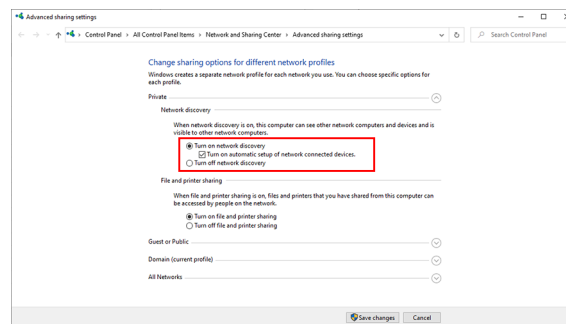 Advanced sharing settings
Control Panel > All Control Panel Items > Network and Sharing Center > Advanced sharing settings
Search Control Panel
Change sharing options for different network profiles
Windows creates a separate network profile for each network you use. You can choose specific options for
each profile.
Private
Network discovery
When network discovery is on, this computer can see other network computers and devices and is
visible to other network computers.
Turn on network discovery
Turn on automatic setup of network connected devices.
Turn off network discovery
File and printer sharing
When file and printer sharing is on, files and printers that you have shared from this computer can
be accessed by people on the network.
Turn on file and printer sharing
Turn off file and printer sharing
Guest or Public
Domain (current profile)
All Networks
Save changes
Cancel